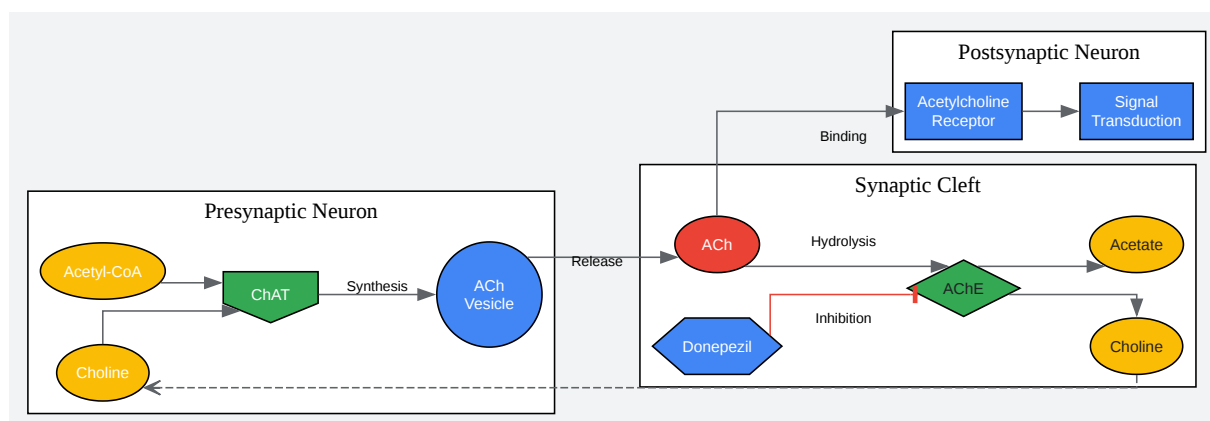 Postsynaptic Neuron
Acetylcholine
Receptor
Signal
Transduction
Binding
Synaptic Cleft
Presynaptic Neuron
Acetyl-CoA
ChAT
Synthesis
ACh
Vesicle
Choline
Release
ACh
Hydrolysis
AChE
Acetate
Inhibition
Donepezil
Choline